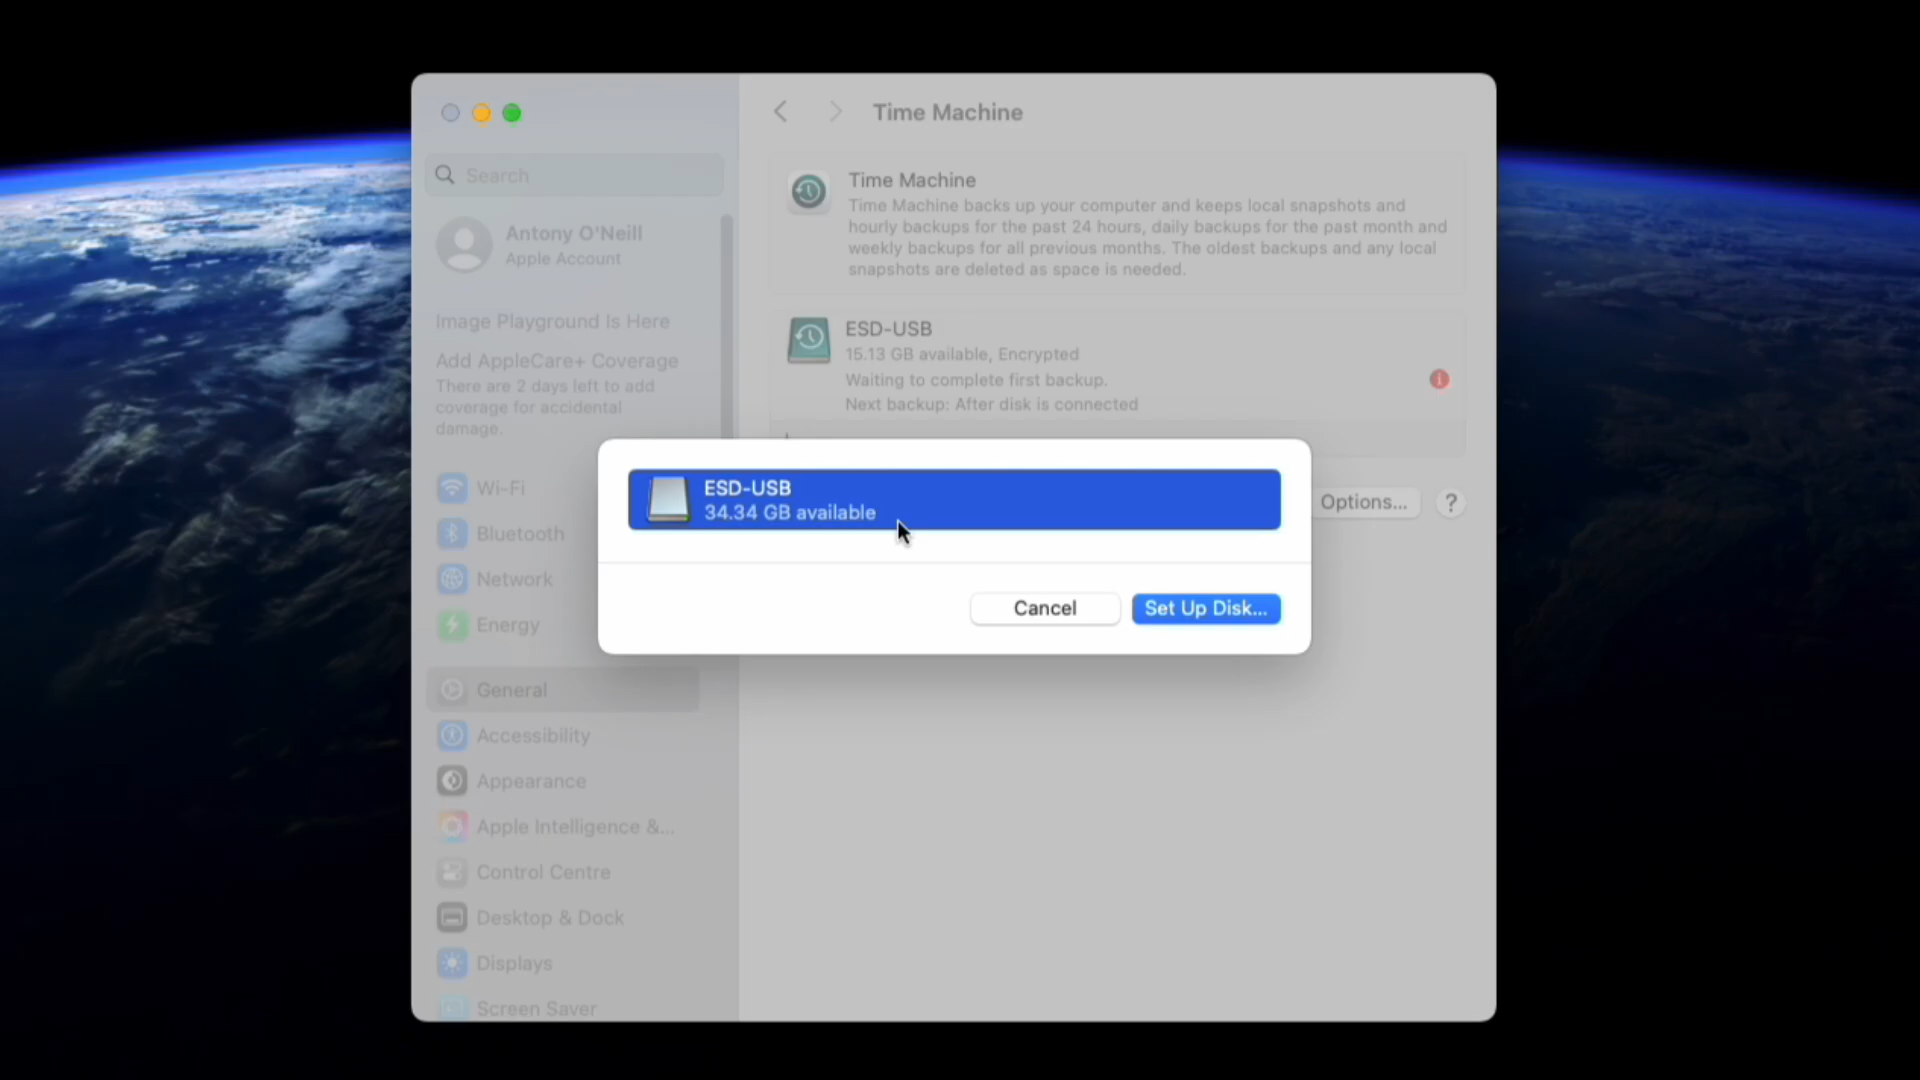 Time Machine
Search
Antony O'Neill
Apple Account
Image Playground Is Here
Add AppleCare+ Coverage
There are 2 days left to add
coverage for accidental
damage.
Wi-Fi
Bluetooth
Network
Energy
General
Accessibility
Appearance
Apple Intelligence &...
Control Centre
Desktop & Dock
Displays
Screen Saver
Time Machine
Time Machine backs up your computer and keeps local snapshots and
hourly backups for the past 24 hours, daily backups for the past month and
weekly backups for all previous months. The oldest backups and any local
snapshots are deleted as space is needed.
ESD-USB
15.13 GB available, Encrypted
Waiting to complete first backup.
Next backup: After disk is connected
Options...
?
ESD-USB
34.34 GB available
Cancel
Set Up Disk...